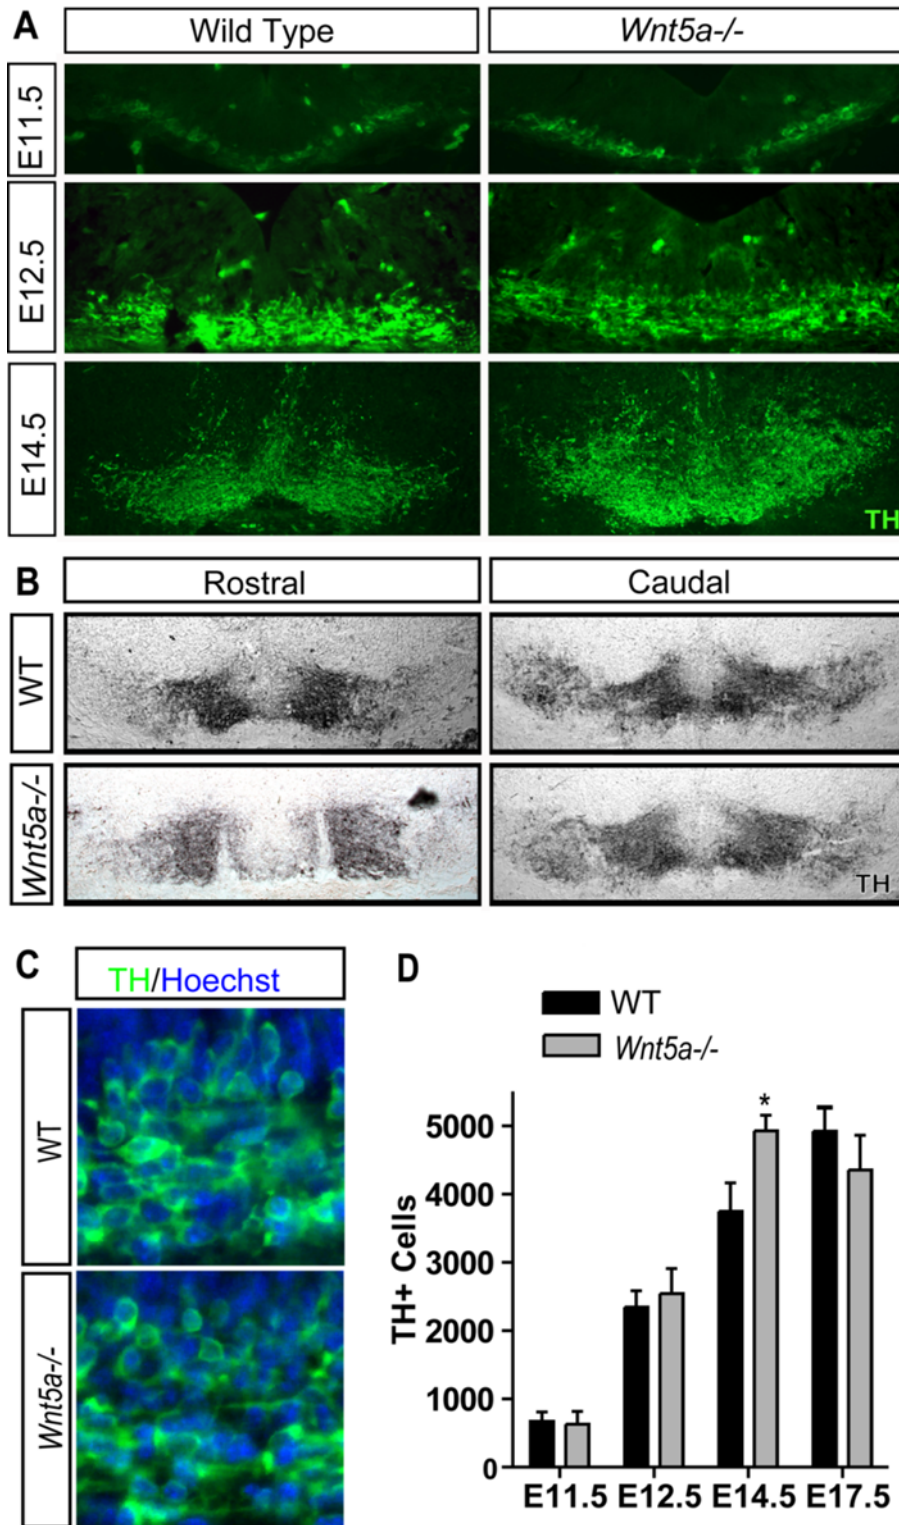 A
Wild Type
Wnt5a-/-
E11.5
E12.5
E14.5
TH
B
Rostral
Caudal
WT
Wnt5a-/-
TH
C
TH/Hoechst
WT
Wnt5a-/-
D
WT
Wnt5a-/-
*
TH+ Cells
5000
4000
3000
2000
1000
0
E11.5 E12.5 E14.5 E17.5